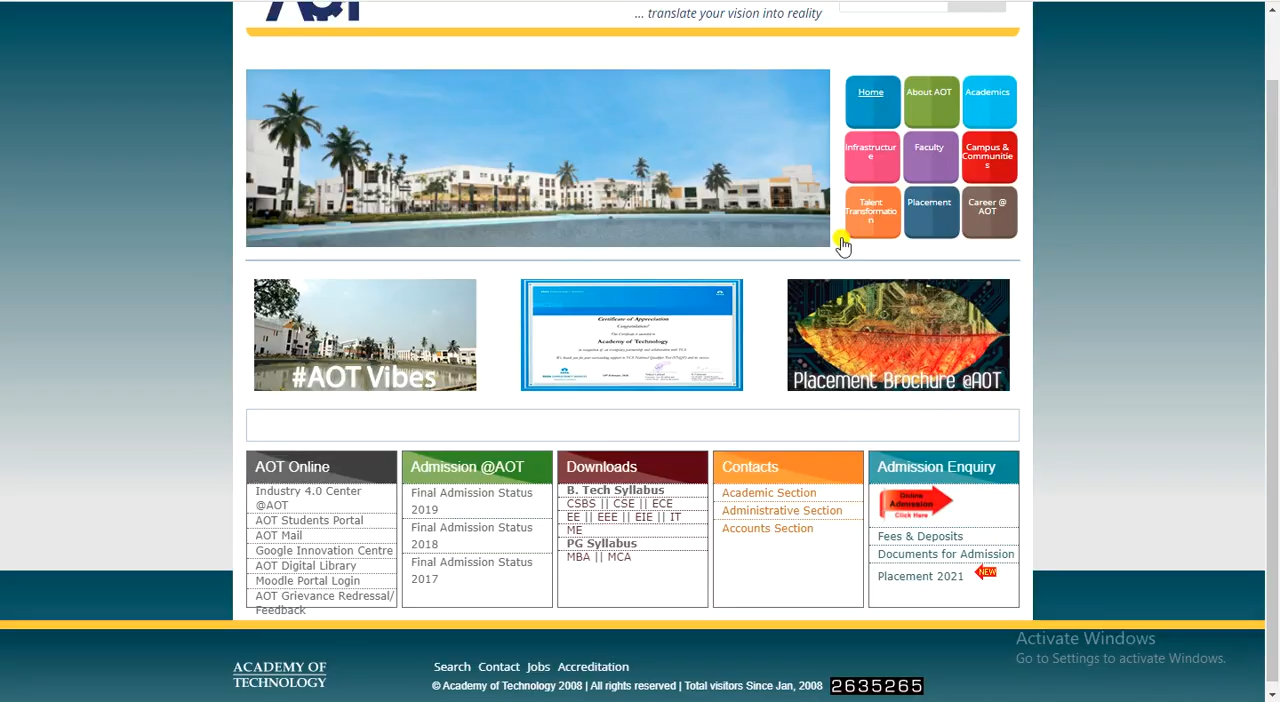 AOT
... translate your vision into reality
Home
About AOT
Academics
Infrastructur
e
Faculty
Campus &
Communitie
s
Talent
Transformatio
n
Placement
Career @
AOT
#AOT Vibes
Certificate of Appreciation
Congratulations!
Academy of Technology
Placement Brochure @AOT
AOT Online
Industry 4.0 Center
@AOT
AOT Students Portal
AOT Mail
Google Innovation Centre
AOT Digital Library
Moodle Portal Login
AOT Grievance Redressal/
Feedback
Admission @AOT
Final Admission Status
2019
Final Admission Status
2018
Final Admission Status
2017
Downloads
B. Tech Syllabus
CSBS || CSE || ECE
EE || EEE || EIE || IT
ME
PG Syllabus
MBA || MCA
Contacts
Academic Section
Administrative Section
Accounts Section
Admission Enquiry
Online
Admission
Click Here
Fees & Deposits
Documents for Admission
Placement 2021 NEW
Activate Windows
Go to Settings to activate Windows.
ACADEMY OF
TECHNOLOGY
Search Contact Jobs Accreditation
© Academy of Technology 2008 | All rights reserved | Total visitors Since Jan, 2008 2635265